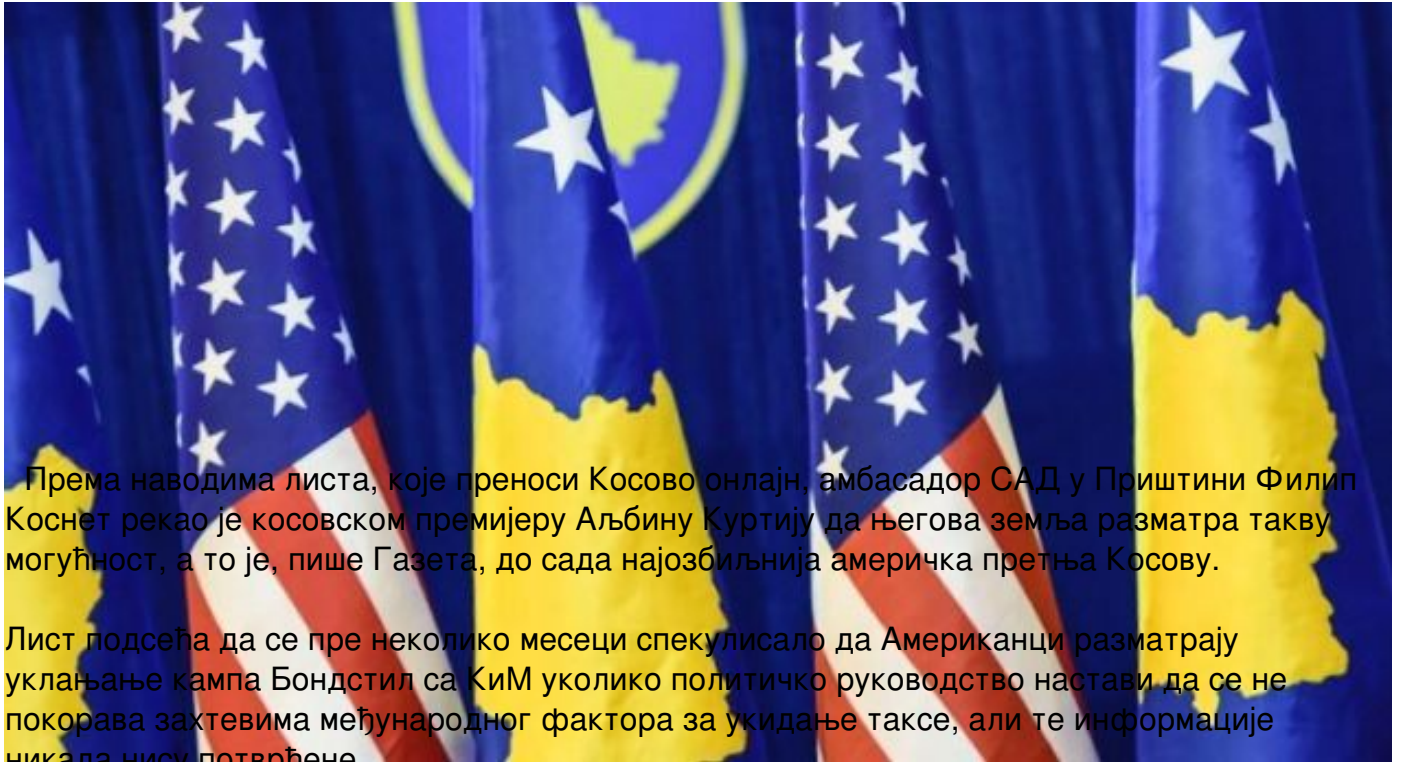 Према наводима листа, које преноси Косово онлајн, амбасадор САД у Приштини Филип
Коснет рекао је косовском премијеру Аљбину Куртију да његова земља разматра такву
могућност, а то је, пише Газета, до сада најозбиљнија америчка претња Косову.
Лист подсећа да се пре неколико месеци спекулисало да Американци разматрају
уклањање кампа Бондстил са КиМ уколико политичко руководство настави да се не
покорава захтевима међународног фактора за укидање таксе, али те информације
никада нису потврђене